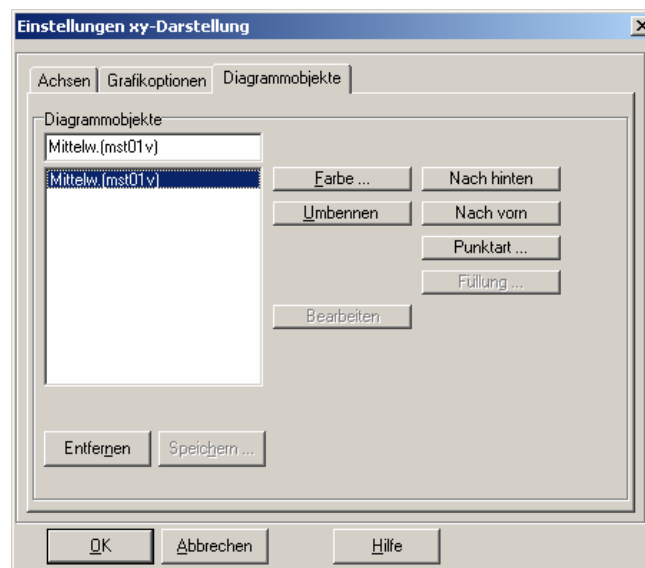 Einstellungen xy-Darstellung
Achsen Grafikoptionen Diagrammobjekte
Diagrammobjekte
Mittelw.(mst01v)
Mittelw.(mst01v)
Farbe ... Nach hinten
Umbennen Nach vorn
Punktart ...
Füllung ...
Bearbeiten
Entfernen Speichern ...
OK Abbrechen Hilfe